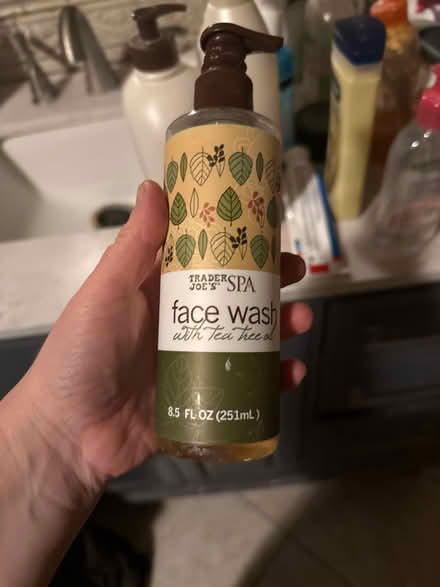 TRADER
JOE'S SPA
face wash
with tea tree oil
8.5 FL OZ (251mL)